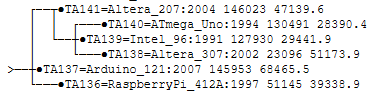 TA141=Altera_207:2004 146023 47139.6
TA140=ATmega_Uno:1994 130491 28390.4
TA139=Intel_96:1991 127930 29441.9
TA138=Altera_307:2002 23096 51173.9
TA137=Arduino_121:2007 145953 68465.5
TA136=RaspberryPi_412A:1997 51145 39338.9